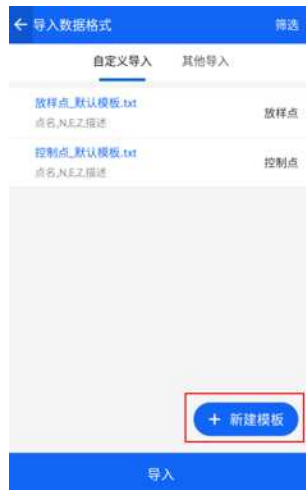 导入数据格式 筛选
自定义导入 其他导入
放样点_默认模板.txt
点名,N,E,Z,描述 放样点
控制点_默认模板.txt
点名,N,E,Z,描述 控制点
+ 新建模板
导入